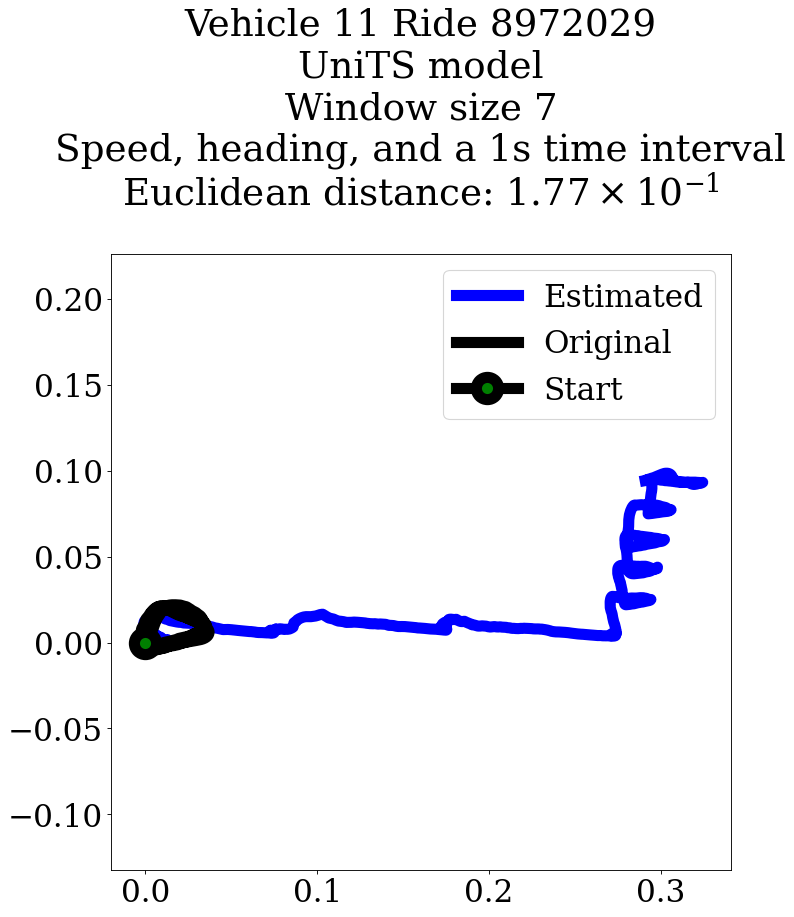 Vehicle 11 Ride 8972029
UniTS model
Window size 7
Speed, heading, and a 1s time interval
Euclidean distance: 1.77 × 10⁻¹
Estimated
Original
Start
0.20
0.15
0.10
0.05
0.00
−0.05
−0.10
0.0 0.1 0.2 0.3